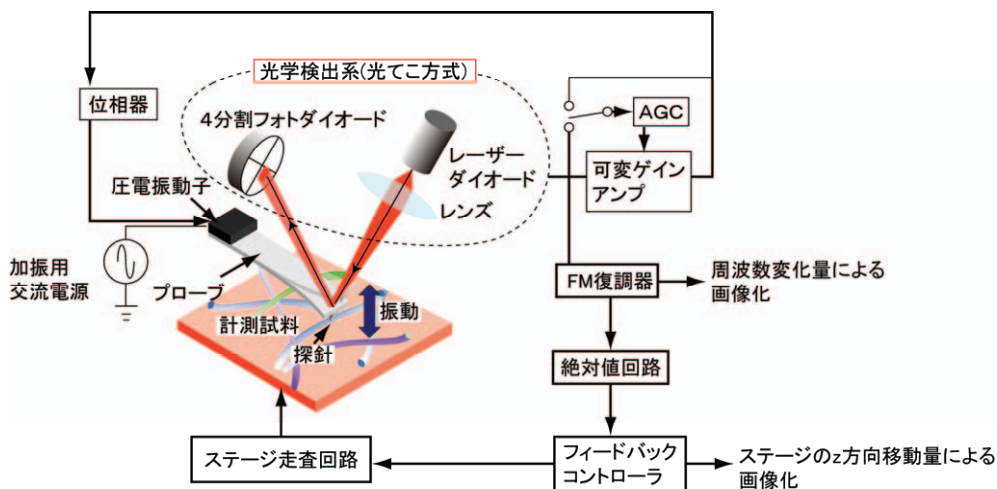 光学検出系(光てこ方式)
位相器
4分割フォトダイオード
レーザー
ダイオード
レンズ
AGC
可変ゲイン
アンプ
圧電振動子
加振用
交流電源
プローブ
計測試料
探針
振動
FM復調器
周波数変化量による
画像化
絶対値回路
ステージ走査回路
フィードバック
コントローラ
ステージのz方向移動量による
画像化